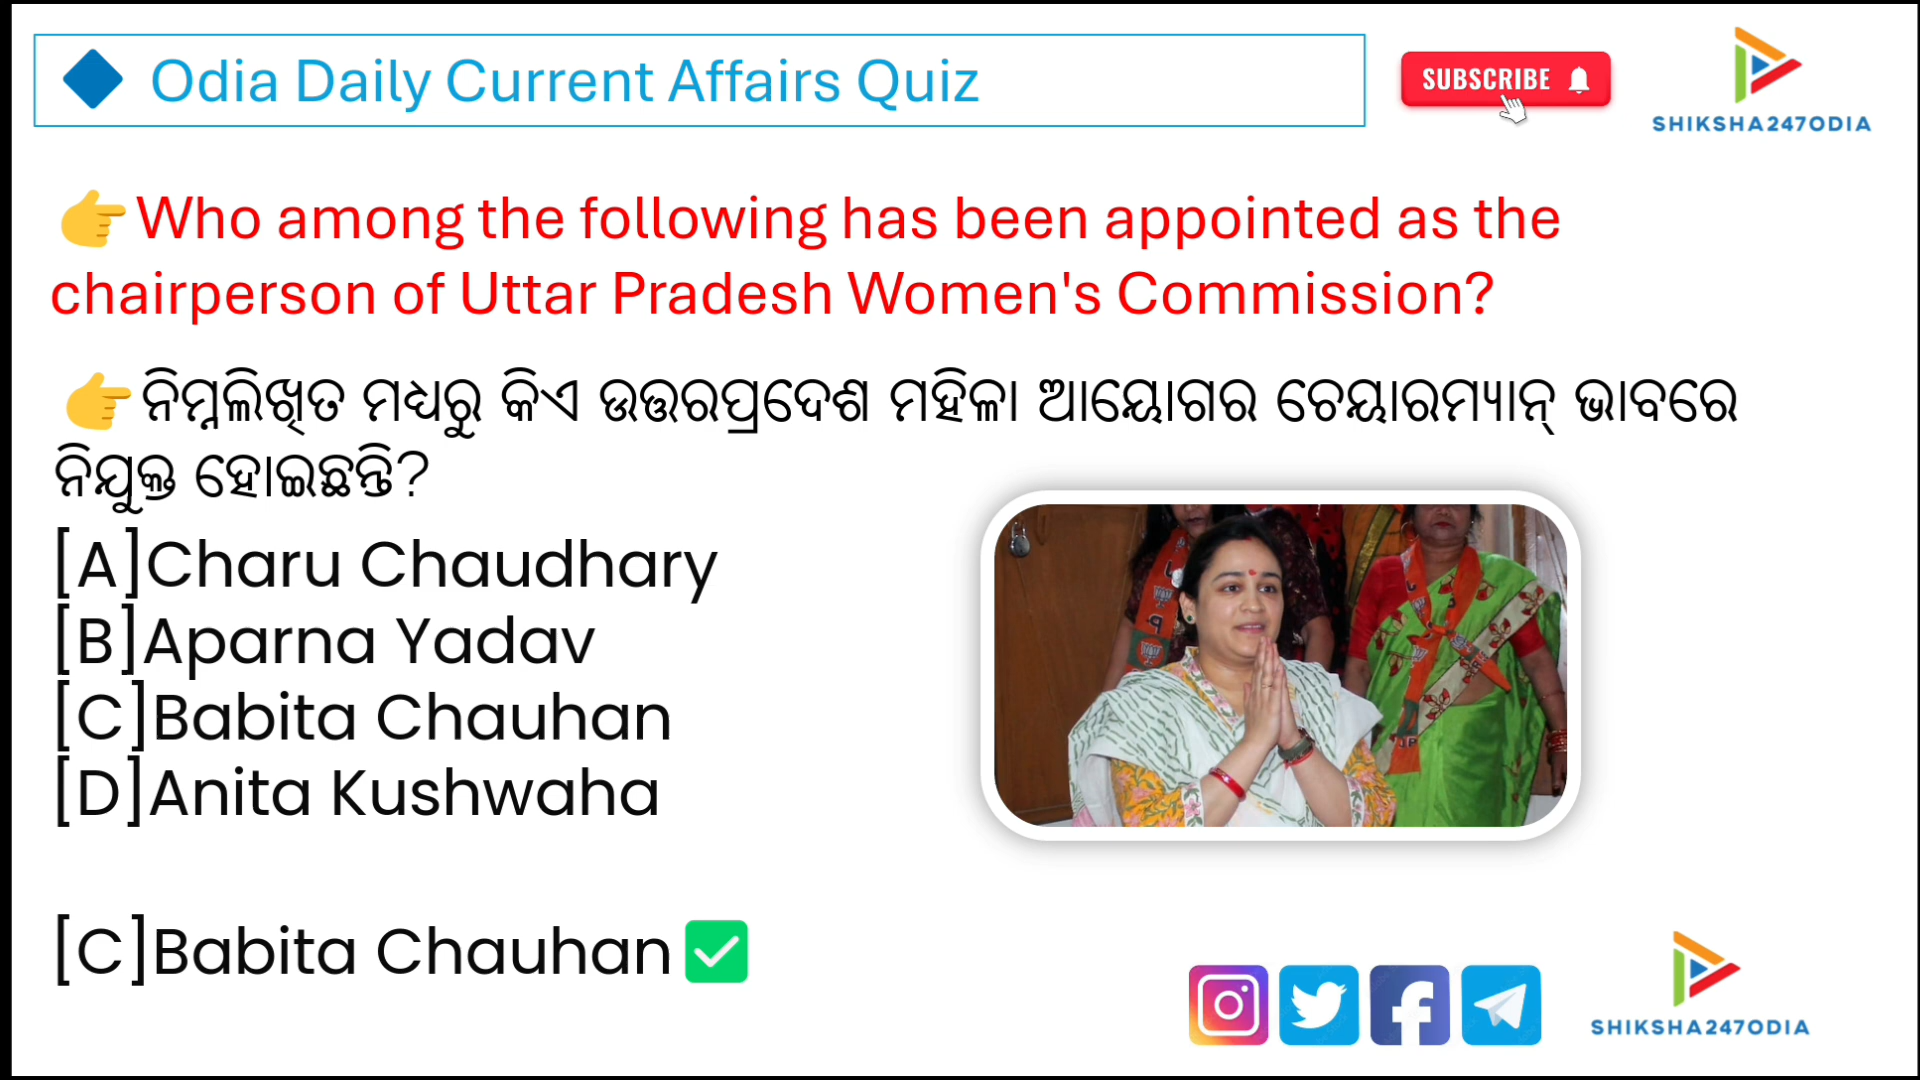 Odia Daily Current Affairs Quiz
SUBSCRIBE
SHIKSHA247ODIA
Who among the following has been appointed as the
chairperson of Uttar Pradesh Women's Commission?
ନିମ୍ନଲିଖିତ ମଧ୍ୟରୁ କିଏ ଉତ୍ତରପ୍ରଦେଶ ମହିଳା ଆୟୋଗର ଚେୟାରମ୍ୟାନ୍ ଭାବରେ
ନିଯୁକ୍ତ ହୋଇଛନ୍ତି?
[A]Charu Chaudhary
[B]Aparna Yadav
[C]Babita Chauhan
[D]Anita Kushwaha
[C]Babita Chauhan
SHIKSHA247ODIA